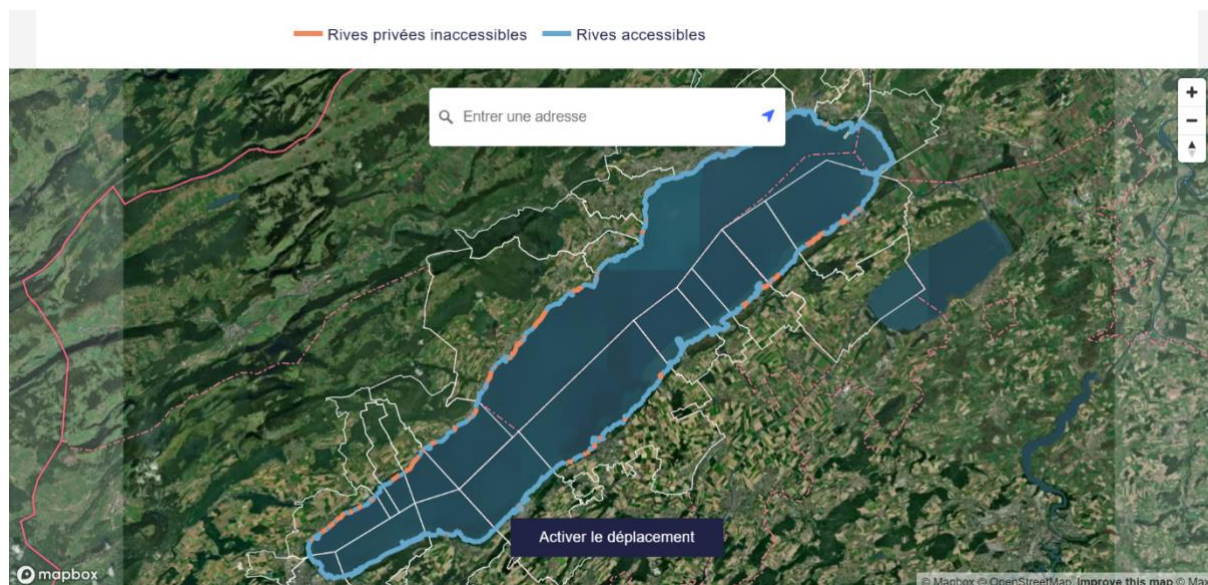 Rives privées inaccessibles Rives accessibles
Entrer une adresse
Activer le déplacement
mapbox
© Mapbox © OpenStreetMap Improve this map © Ma